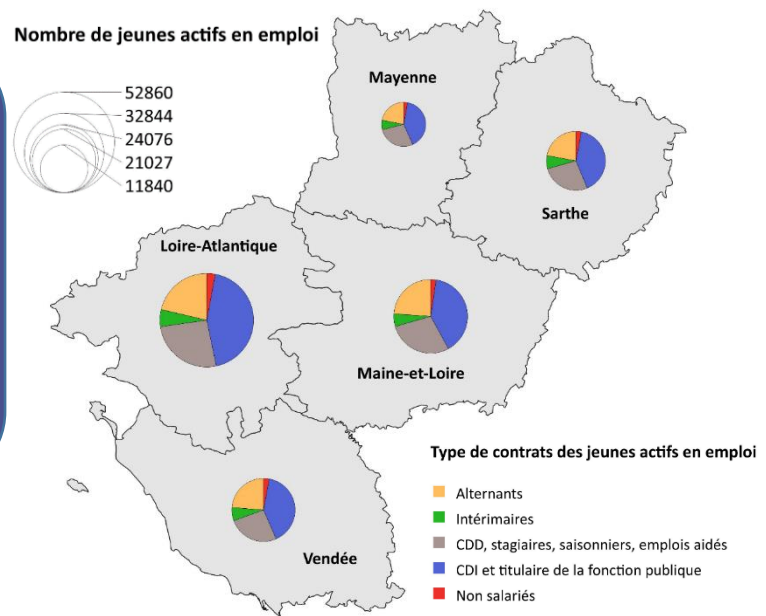 Nombre de jeunes actifs en emploi
52860
32844
24076
21027
11840
Mayenne
Sarthe
Loire-Atlantique
Maine-et-Loire
Vendée
Type de contrats des jeunes actifs en emploi
Alternants
Intérimaires
CDD, stagiaires, saisonniers, emplois aidés
CDI et titulaire de la fonction publique
Non salariés